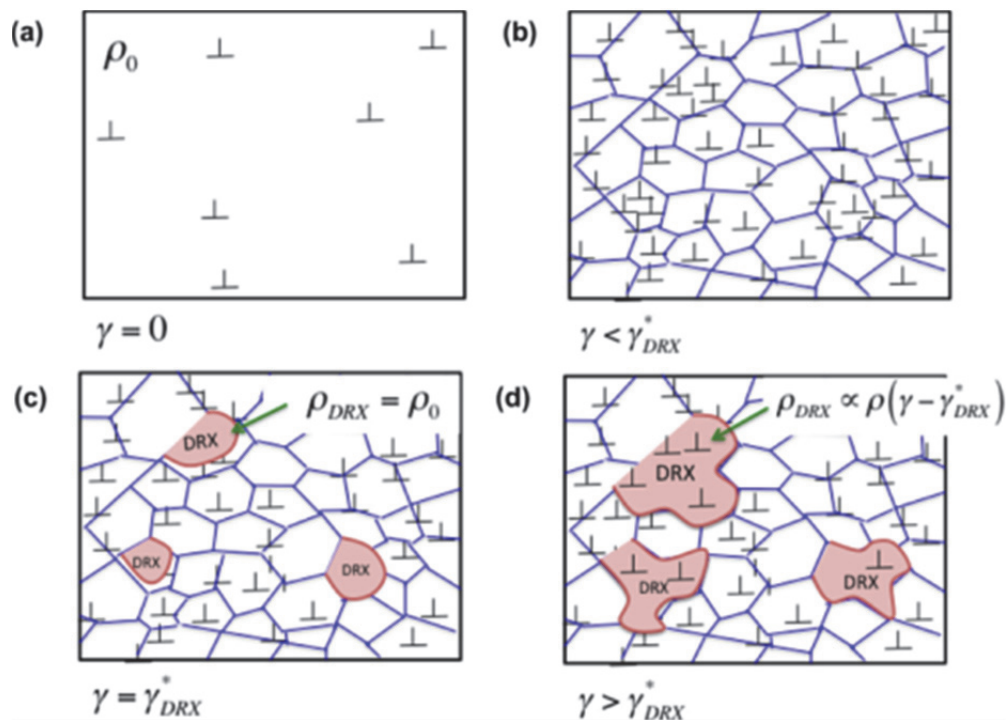 (a)
ρ₀
γ = 0
(b)
γ < γ*DRX
(c)
ρDRX = ρ₀
DRX
DRX
DRX
γ = γ*DRX
(d)
ρDRX ∝ ρ(γ − γ*DRX)
DRX
DRX
DRX
γ > γ*DRX